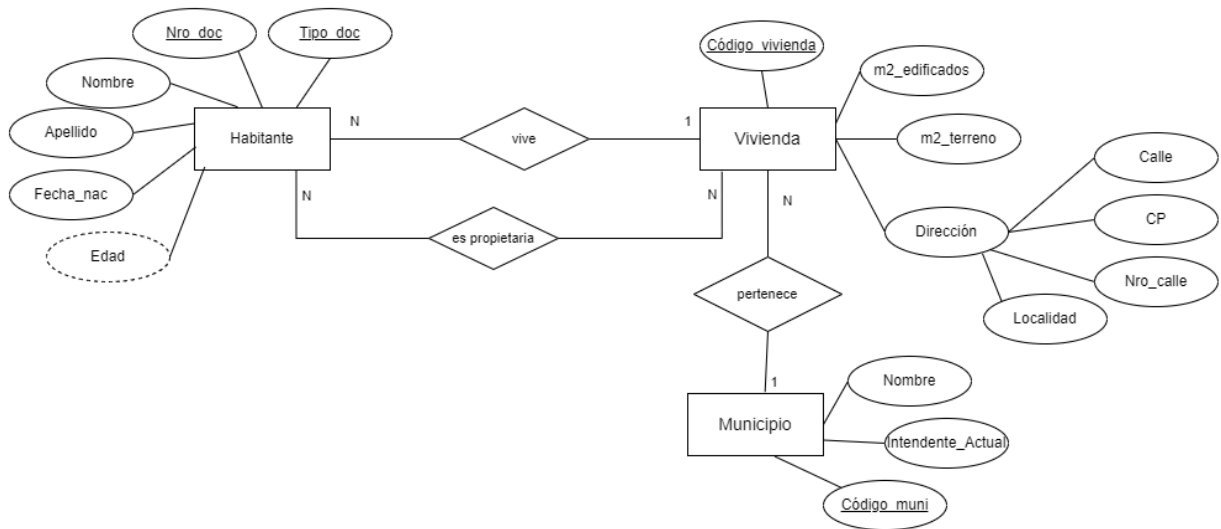 Nro_doc
Tipo_doc
Código_vivienda
Nombre
m2_edificados
Apellido
Habitante
N
vive
1
Vivienda
m2_terreno
Calle
Fecha_nac
N
N
N
CP
Edad
es propietaria
Dirección
Nro_calle
pertenece
Localidad
1
Nombre
Municipio
Intendente_Actual
Código_muni